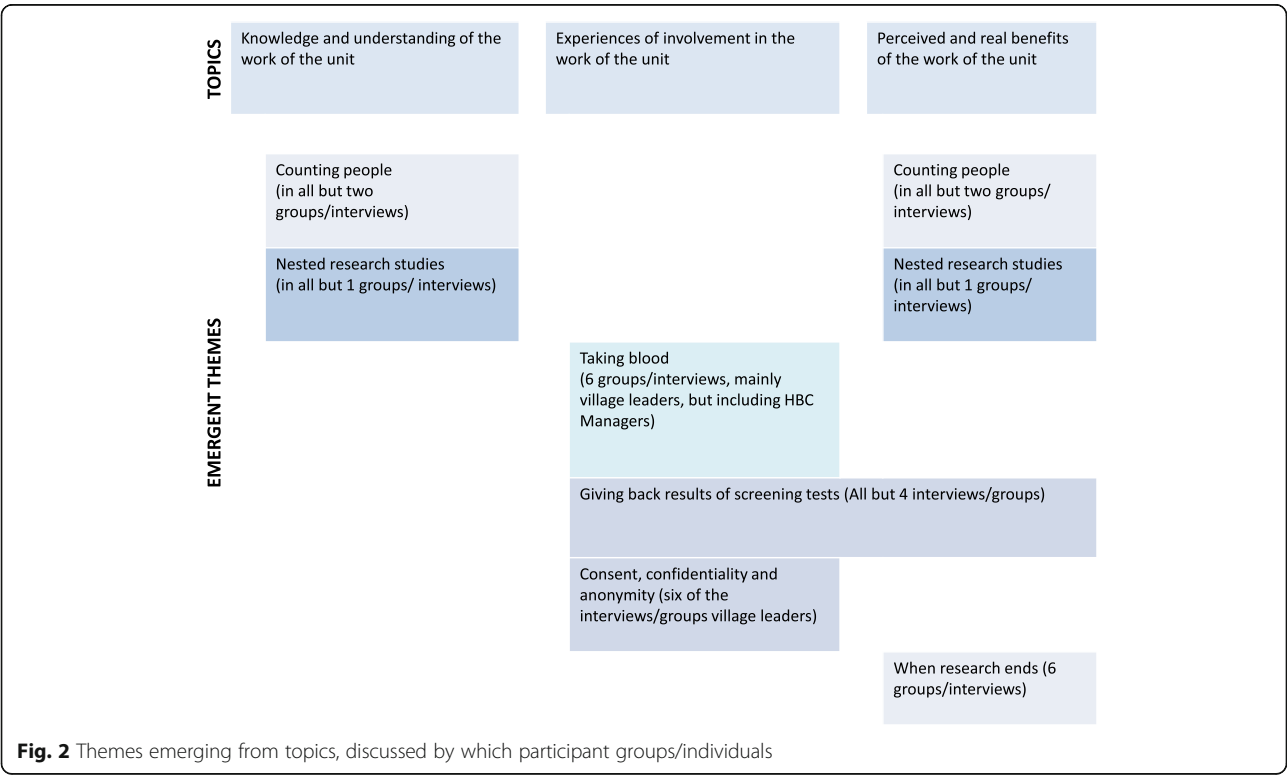 TOPICS
Knowledge and understanding of the
work of the unit
Experiences of involvement in the
work of the unit
Perceived and real benefits
of the work of the unit
EMERGENT THEMES
Counting people
(in all but two
groups/interviews)
Counting people
(in all but two groups/
interviews)
Nested research studies
(in all but 1 groups/ interviews)
Nested research studies
(in all but 1 groups/
interviews)
Taking blood
(6 groups/interviews, mainly
village leaders, but including HBC
Managers)
Giving back results of screening tests (All but 4 interviews/groups)
Consent, confidentiality and
anonymity (six of the
interviews/groups village leaders)
When research ends (6
groups/interviews)
Fig. 2 Themes emerging from topics, discussed by which participant groups/individuals